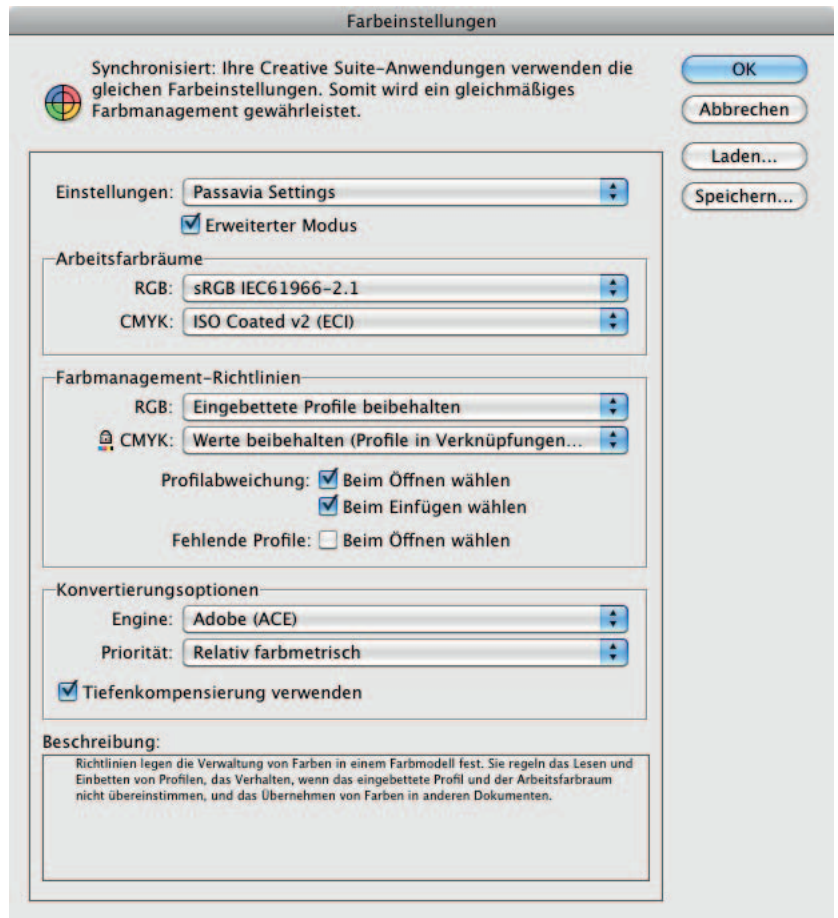 Farbeinstellungen
Synchronisiert: Ihre Creative Suite-Anwendungen verwenden die
gleichen Farbeinstellungen. Somit wird ein gleichmäßiges
Farbmanagement gewährleistet.
OK
Abbrechen
Laden...
Speichern...
Einstellungen: Passavia Settings
Erweiterter Modus
Arbeitsfarbräume
RGB: sRGB IEC61966-2.1
CMYK: ISO Coated v2 (ECI)
Farbmanagement-Richtlinien
RGB: Eingebettete Profile beibehalten
CMYK: Werte beibehalten (Profile in Verknüpfungen...
Profilabweichung: Beim Öffnen wählen
Beim Einfügen wählen
Fehlende Profile: Beim Öffnen wählen
Konvertierungsoptionen
Engine: Adobe (ACE)
Priorität: Relativ farbmetrisch
Tiefenkompensierung verwenden
Beschreibung:
Richtlinien legen die Verwaltung von Farben in einem Farbmodell fest. Sie regeln das Lesen und
Einbetten von Profilen, das Verhalten, wenn das eingebettete Profil und der Arbeitsfarbraum
nicht übereinstimmen, und das Übernehmen von Farben in anderen Dokumenten.